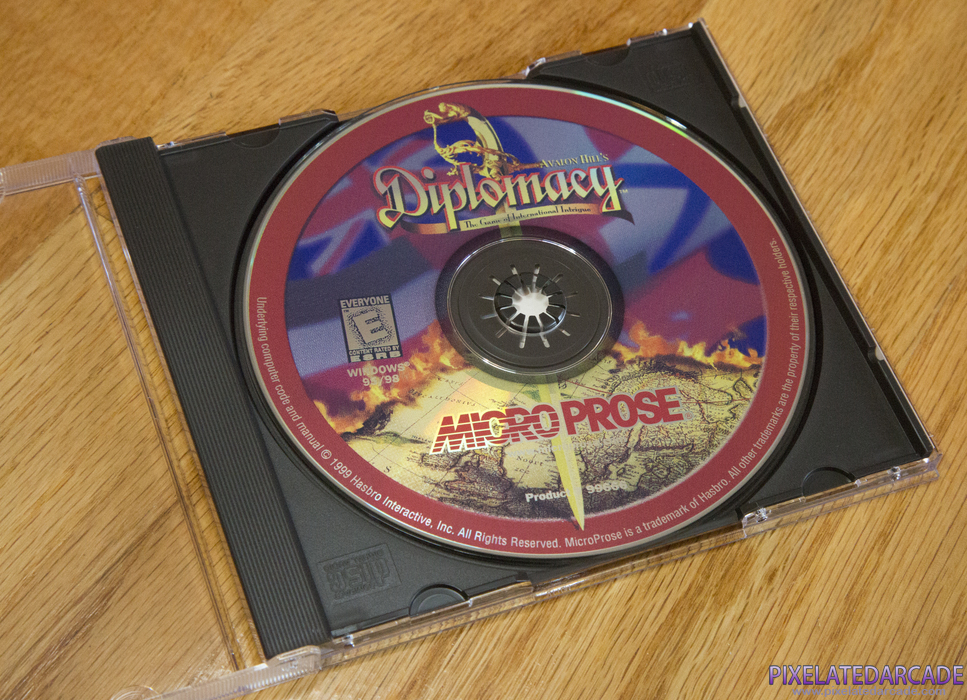 AVALON HILL'S
Diplomacy™
The Game of International Intrigue
EVERYONE
E
CONTENT RATED BY
ESRB
WINDOWS®
95/98
MICROPROSE
Product
Underlying computer code and manual © 1999 Hasbro Interactive, Inc. All Rights Reserved. MicroProse is a trademark of Hasbro. All other trademarks are the property of their respective holders.
PIXELATEDARCADE